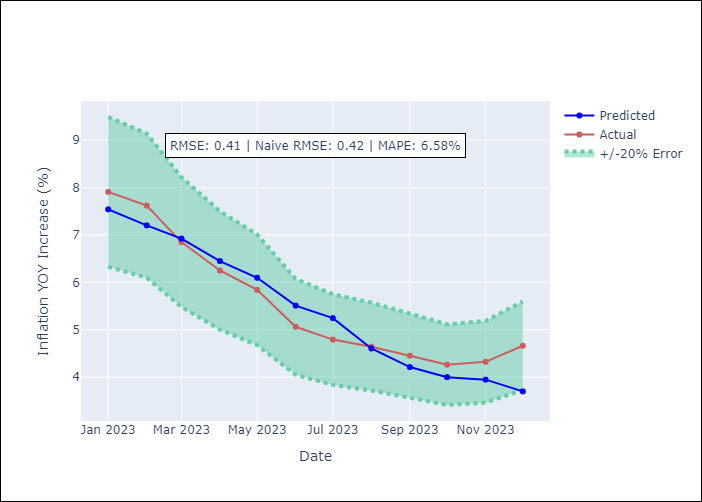 RMSE: 0.41 | Naive RMSE: 0.42 | MAPE: 6.58%
Predicted
Actual
+/-20% Error
Inflation YOY Increase (%)
9
8
7
6
5
4
Jan 2023 Mar 2023 May 2023 Jul 2023 Sep 2023 Nov 2023
Date